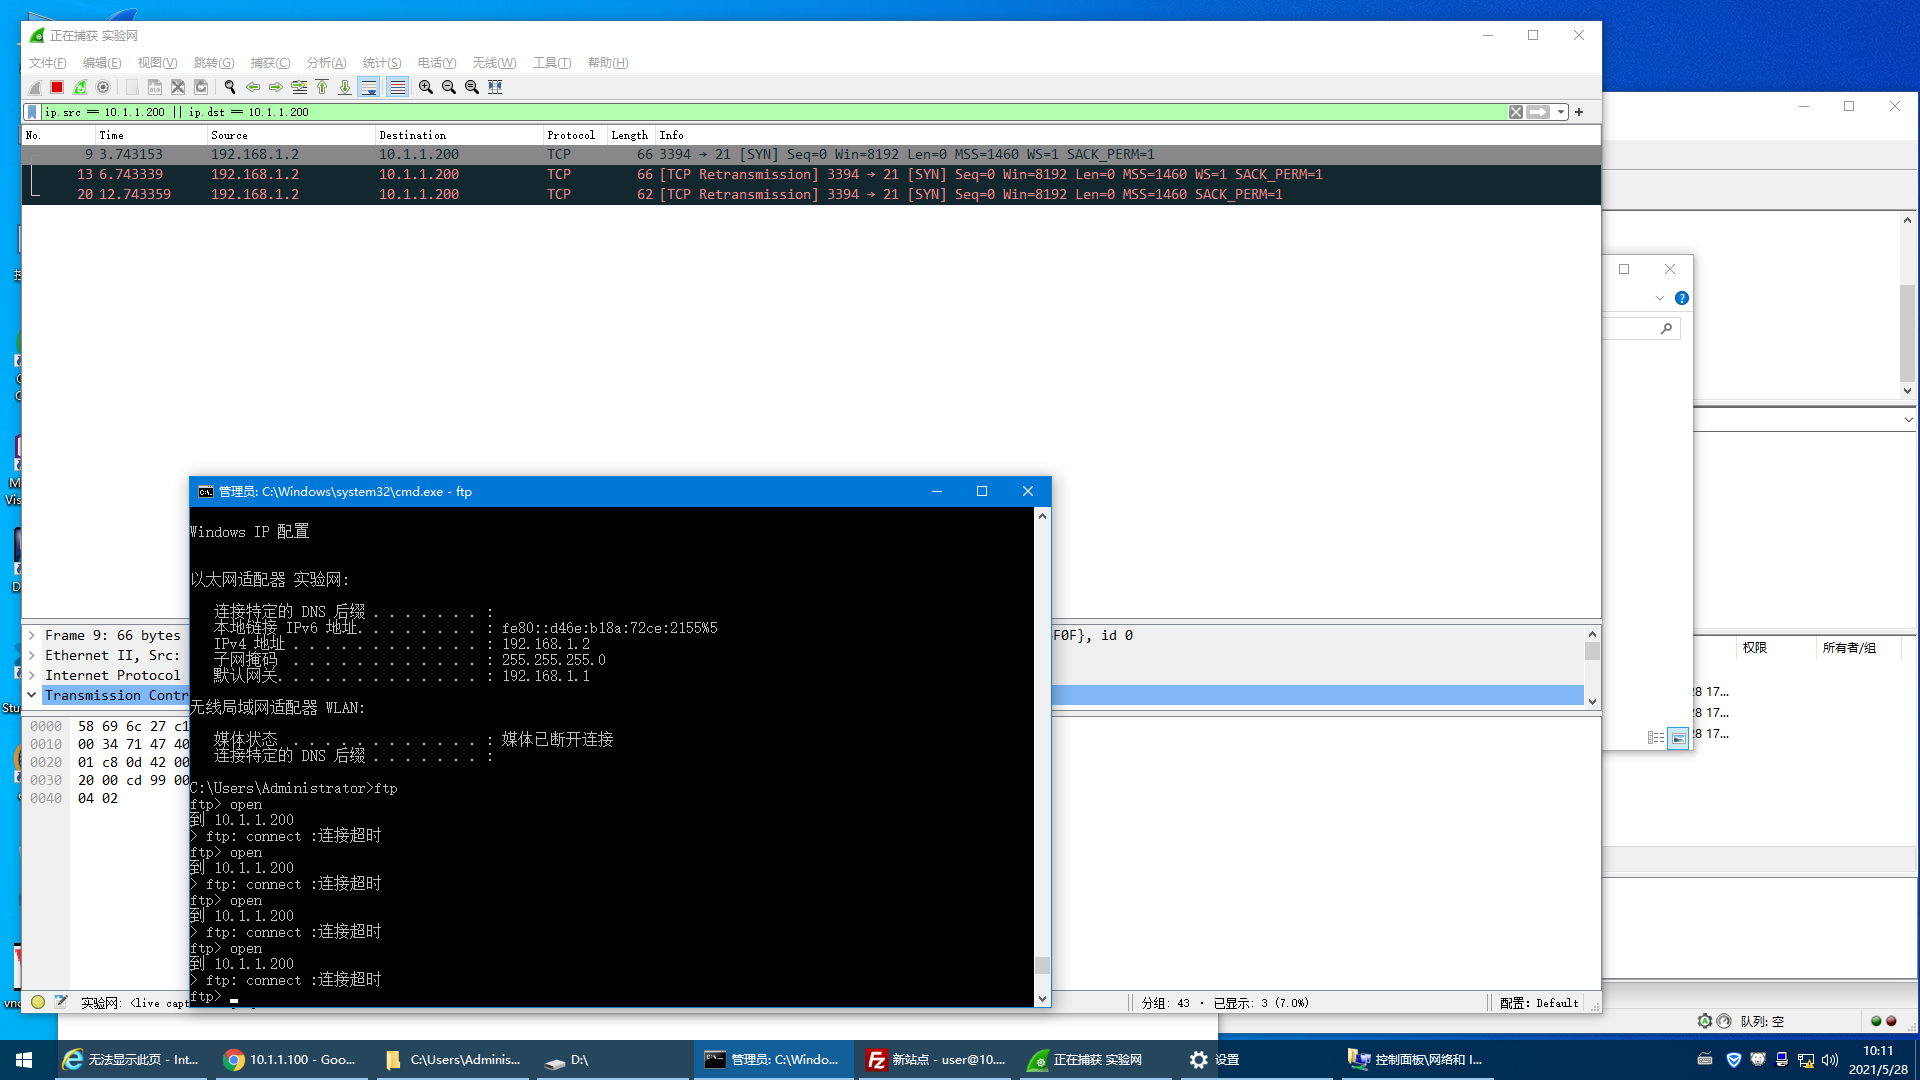 正在捕获 实验网
文件(F) 编辑(E) 视图(V) 跳转(G) 捕获(C) 分析(A) 统计(S) 电话(Y) 无线(W) 工具(T) 帮助(H)
ip.src == 10.1.1.200 || ip.dst == 10.1.1.200
No. Time Source Destination Protocol Length Info
9 3.743153 192.168.1.2 10.1.1.200 TCP 66 3394 → 21 [SYN] Seq=0 Win=8192 Len=0 MSS=1460 WS=1 SACK_PERM=1
13 6.743339 192.168.1.2 10.1.1.200 TCP 66 [TCP Retransmission] 3394 → 21 [SYN] Seq=0 Win=8192 Len=0 MSS=1460 WS=1 SACK_PERM=1
20 12.743359 192.168.1.2 10.1.1.200 TCP 62 [TCP Retransmission] 3394 → 21 [SYN] Seq=0 Win=8192 Len=0 MSS=1460 SACK_PERM=1
管理员: C:\Windows\system32\cmd.exe - ftp
Windows IP 配置
以太网适配器 实验网:
连接特定的 DNS 后缀 . . . . . . . :
本地链接 IPv6 地址. . . . . . . . : fe80::d46e:b18a:72ce:2155%5
IPv4 地址 . . . . . . . . . . . . : 192.168.1.2
子网掩码 . . . . . . . . . . . . : 255.255.255.0
默认网关. . . . . . . . . . . . . : 192.168.1.1
无线局域网适配器 WLAN:
媒体状态 . . . . . . . . . . . . : 媒体已断开连接
连接特定的 DNS 后缀 . . . . . . . :
C:\Users\Administrator>ftp
ftp> open
到 10.1.1.200
> ftp: connect :连接超时
ftp> open
到 10.1.1.200
> ftp: connect :连接超时
ftp> open
到 10.1.1.200
> ftp: connect :连接超时
ftp> open
到 10.1.1.200
> ftp: connect :连接超时
ftp>
Frame 9: 66 bytes
F0F}, id 0
Ethernet II, Src:
Internet Protocol
Transmission Contr
0000 58 69 6c 27 c1
0010 00 34 71 47 40
0020 01 c8 0d 42 00
0030 20 00 cd 99 00
0040 04 02
实验网: <live capt
分组: 43 · 已显示: 3 (7.0%)
配置: Default
权限 所有者/组
28 17...
28 17...
28 17...
队列: 空
无法显示此页 - Int...
10.1.1.100 - Goo...
C:\Users\Adminis...
D:\
管理员: C:\Windo...
新站点 - user@10....
正在捕获 实验网
设置
控制面板\网络和 I...
10:11
2021/5/28